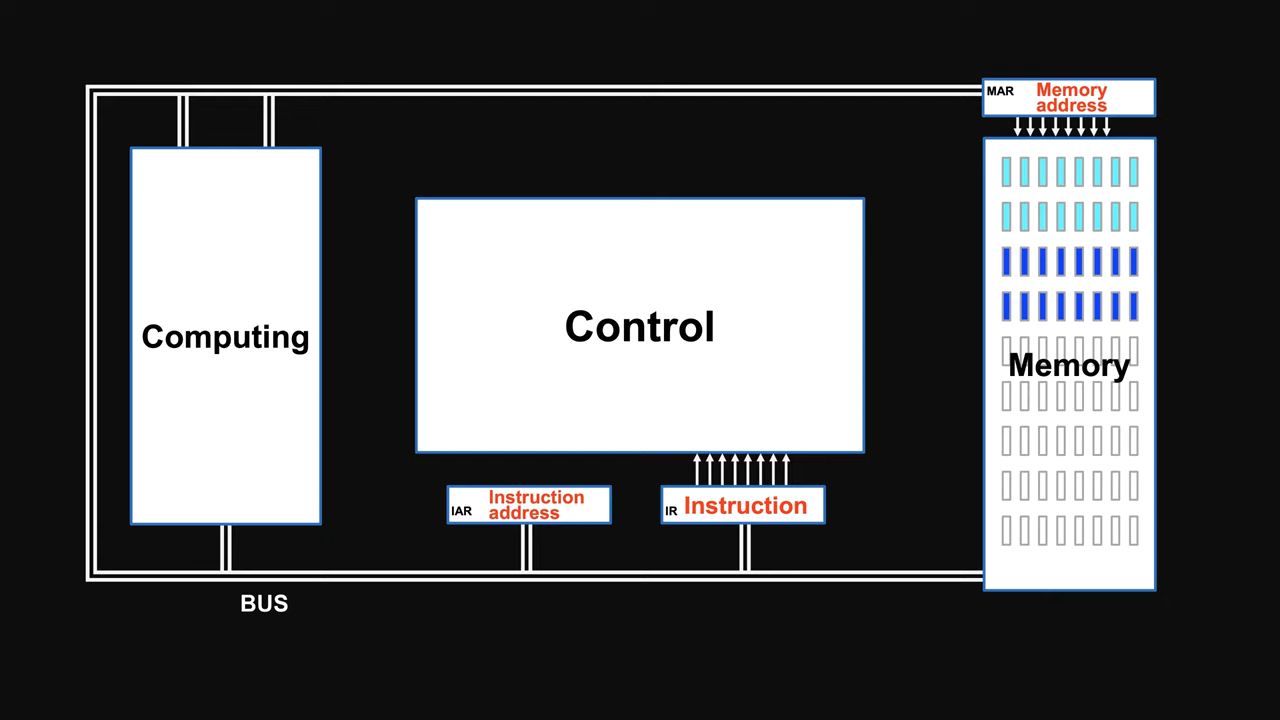 MAR
Memory
address
Computing
Control
Memory
IAR
Instruction
address
IR
Instruction
BUS